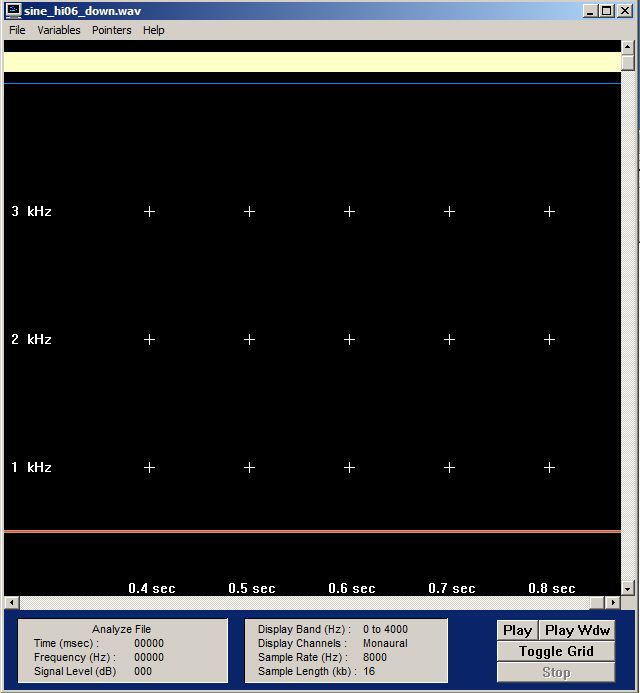 sine_hi06_down.wav
File Variables Pointers Help
3 kHz
2 kHz
1 kHz
0.4 sec 0.5 sec 0.6 sec 0.7 sec 0.8 sec
Analyze File
Time (msec) : 00000
Frequency (Hz) : 00000
Signal Level (dB) 000
Display Band (Hz) : 0 to 4000
Display Channels : Monaural
Sample Rate (Hz) : 8000
Sample Length (kb) : 16
Play Play Wdw
Toggle Grid
Stop